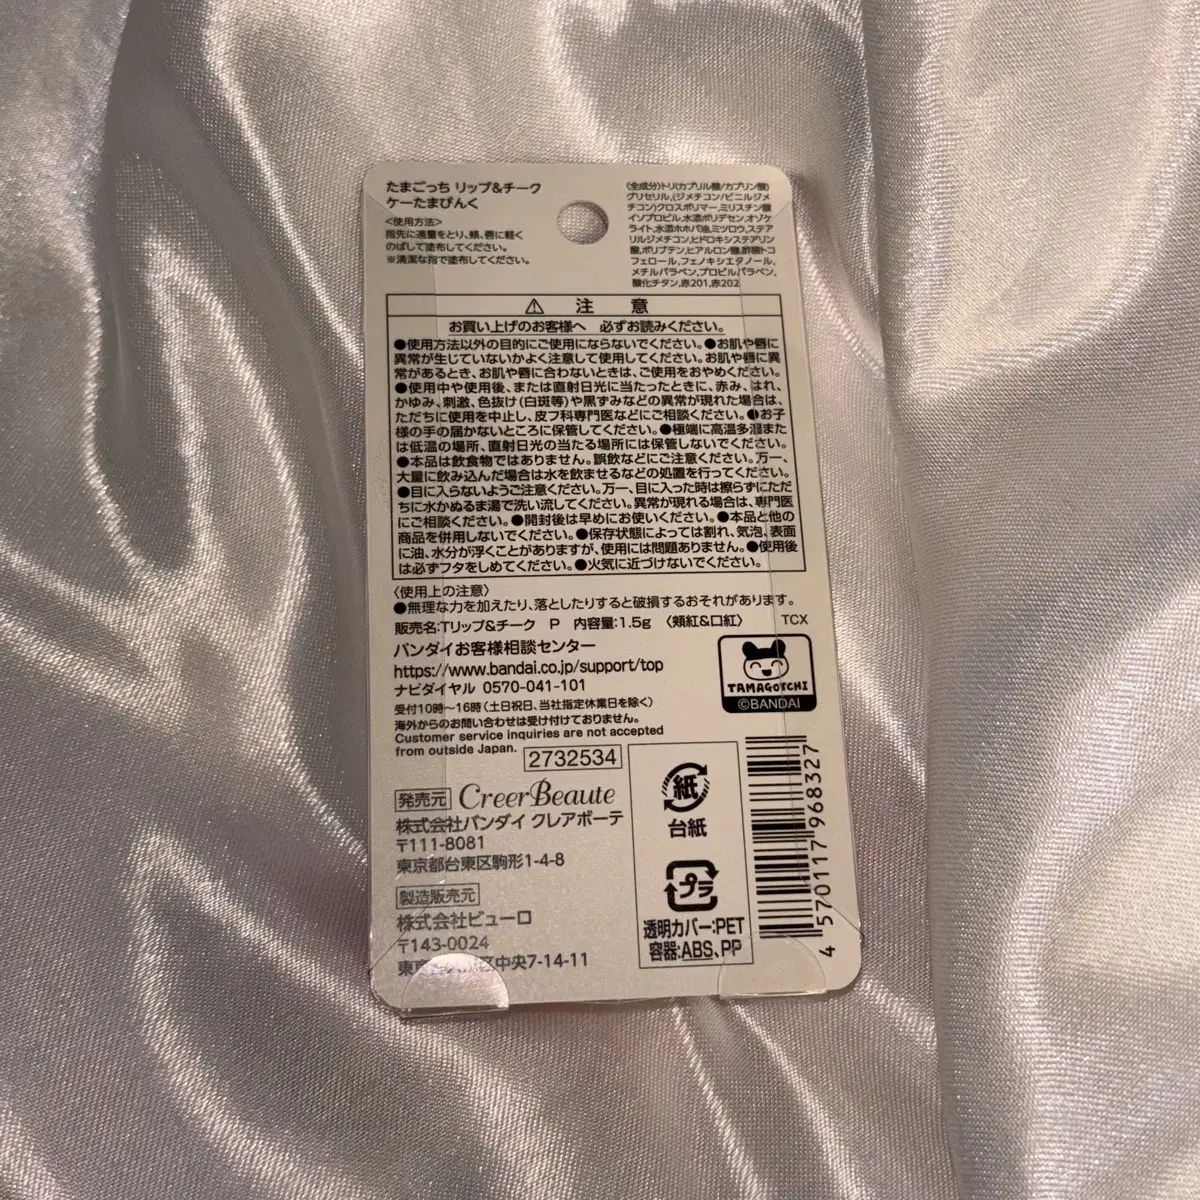 たまごっち リップ&チーク
ケーたまぴんく
<使用方法>
指先に適量をとり、頬、唇に軽く
のばして塗布してください。
※清潔な指で塗布してください。
〈全成分〉トリ(カプリル酸/カプリン酸)
グリセリル,(ジメチコン/ビニルジメ
チコン)クロスポリマー,ミリスチン酸
イソプロピル,水添ポリデセン,オゾケ
ライト,水添ホホバ油,ミツロウ,ステア
リルジメチコン,ヒドロキシステアリン
酸,ポリブテン,ヒアルロン酸,酢酸トコ
フェロール,フェノキシエタノール,
メチルパラベン,プロピルパラベン,
酸化チタン,赤201,赤202
⚠ 注 意
お買い上げのお客様へ 必ずお読みください。
●使用方法以外の目的にご使用にならないでください。●お肌や唇に
異常が生じていないかよく注意して使用してください。お肌や唇に異
常があるとき、お肌や唇に合わないときは、ご使用をおやめください。
●使用中や使用後、または直射日光に当たったときに、赤み、はれ、
かゆみ、刺激、色抜け(白斑等)や黒ずみなどの異常が現れた場合は、
ただちに使用を中止し、皮フ科専門医などにご相談ください。●お子
様の手の届かないところに保管してください。●極端に高温多湿また
は低温の場所、直射日光の当たる場所には保管しないでください。
●本品は飲食物ではありません。誤飲などにご注意ください。万一、
大量に飲み込んだ場合は水を飲ませるなどの処置を行ってください。
●目に入らないようご注意ください。万一、目に入った時は擦らずにただ
ちに水かぬるま湯で洗い流してください。異常が現れる場合は、専門医
にご相談ください。●開封後は早めにお使いください。●本品と他の
商品を併用しないでください。●保存状態によっては割れ、気泡、表面
に油、水分が浮くことがありますが、使用には問題ありません。●使用後
は必ずフタをしめてください。●火気に近づけないでください。
〈使用上の注意〉
●無理な力を加えたり、落としたりすると破損するおそれがあります。
販売名:Tリップ&チーク P 内容量:1.5g 〈頬紅&口紅〉 TCX
バンダイお客様相談センター
https://www.bandai.co.jp/support/top
ナビダイヤル 0570-041-101
受付10時~16時(土日祝日、当社指定休業日を除く)
海外からのお問い合わせは受け付けておりません。
Customer service inquiries are not accepted
from outside Japan.
2732534
TAMAGOTCHI
©BANDAI
発売元 CreerBeaute
株式会社バンダイ クレアボーテ
〒111-8081
東京都台東区駒形1-4-8
製造販売元
株式会社ビューロ
〒143-0024
東 区中央7-14-11
紙
台紙
プラ
透明カバー:PET
容器:ABS、PP
4 570117 968327